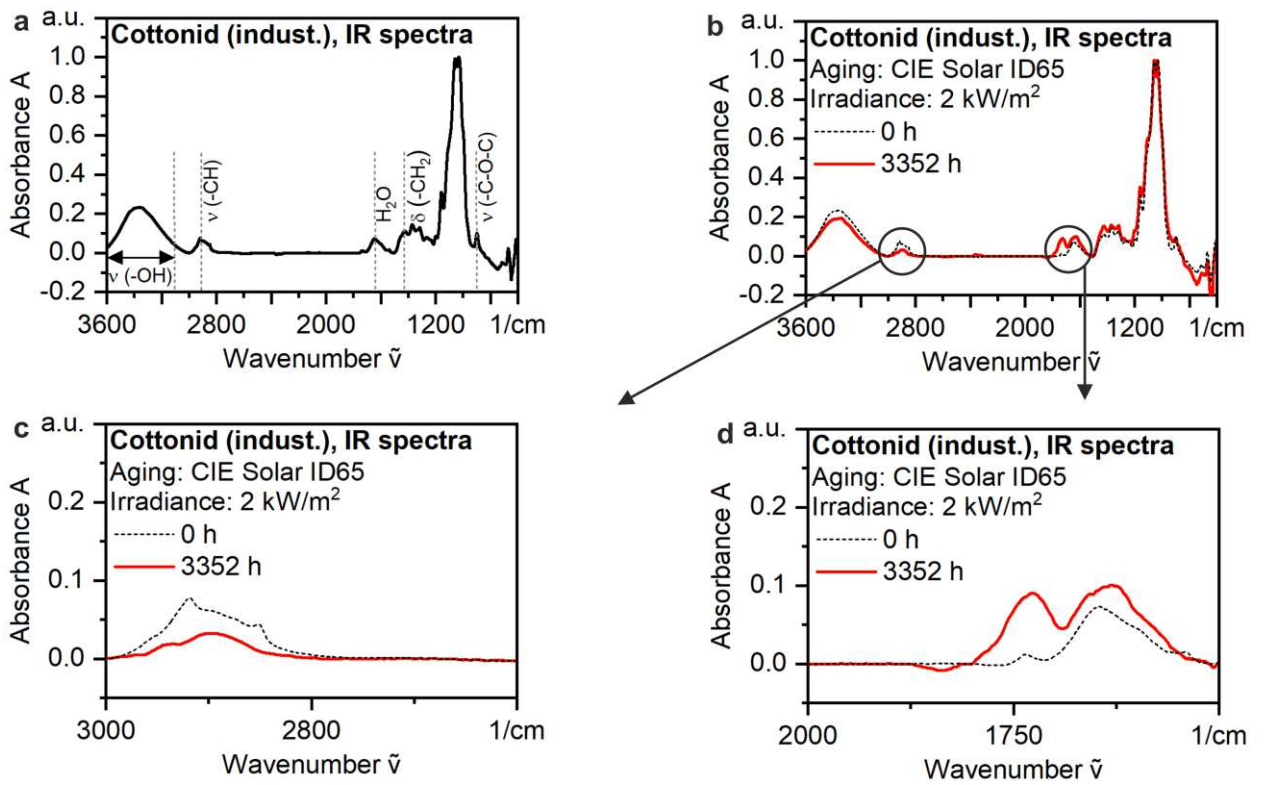 a
a.u.
Cottonid (indust.), IR spectra
1.0
0.8
0.6
0.4
0.2
0.0
-0.2
Absorbance A
ν (-OH)
ν (-CH)
H2O
δ (-CH2)
ν (-C-O-C)
3600 2800 2000 1200 1/cm
Wavenumber ṽ
b
a.u.
Cottonid (indust.), IR spectra
Aging: CIE Solar ID65
Irradiance: 2 kW/m²
0 h
3352 h
1.0
0.8
0.6
0.4
0.2
0.0
-0.2
Absorbance A
3600 2800 2000 1200 1/cm
Wavenumber ṽ
c
a.u.
Cottonid (indust.), IR spectra
Aging: CIE Solar ID65
Irradiance: 2 kW/m²
0 h
3352 h
0.2
0.1
0.0
Absorbance A
3000 2800 1/cm
Wavenumber ṽ
d
a.u.
Cottonid (indust.), IR spectra
Aging: CIE Solar ID65
Irradiance: 2 kW/m²
0 h
3352 h
0.2
0.1
0.0
Absorbance A
2000 1750 1/cm
Wavenumber ṽ